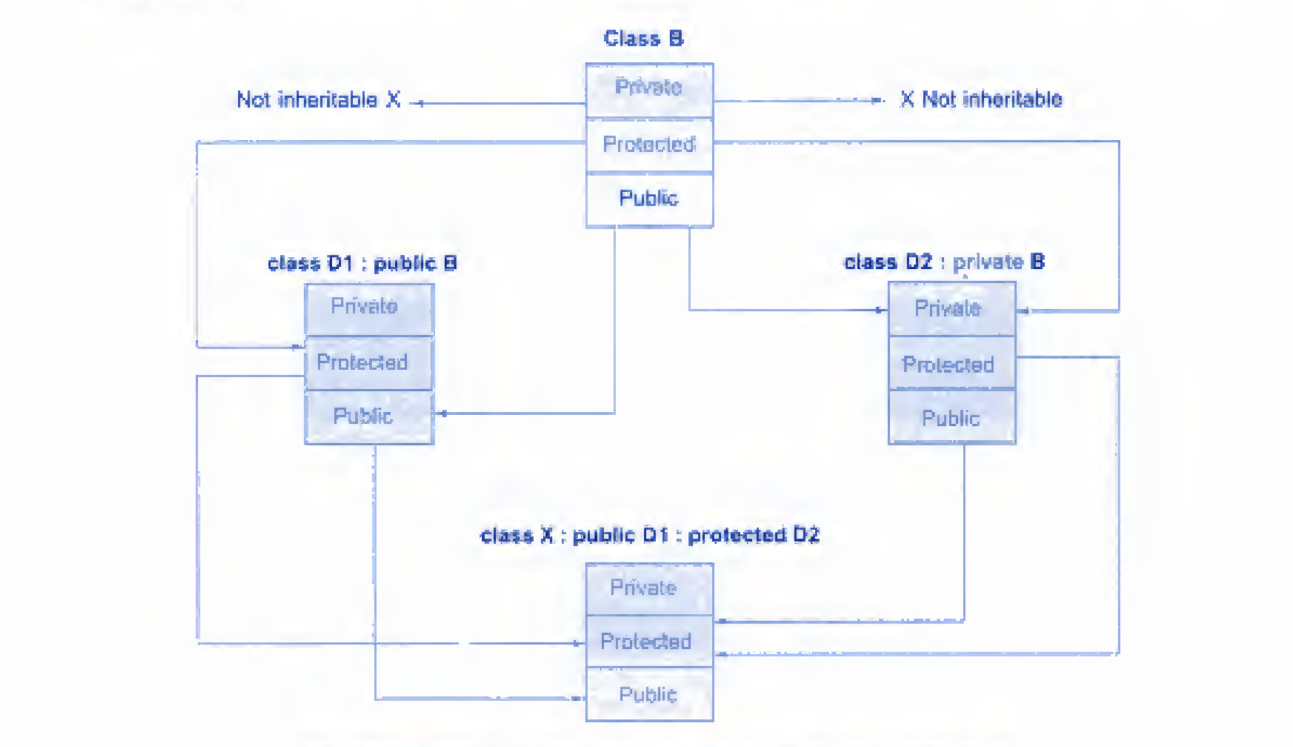 Class B
Private
Not inheritable X
X Not inheritable
Protected
Public
class D1 : public B
class D2 : private B
Private
Protected
Public
Private
Protected
Public
class X : public D1 : protected D2
Private
Protected
Public